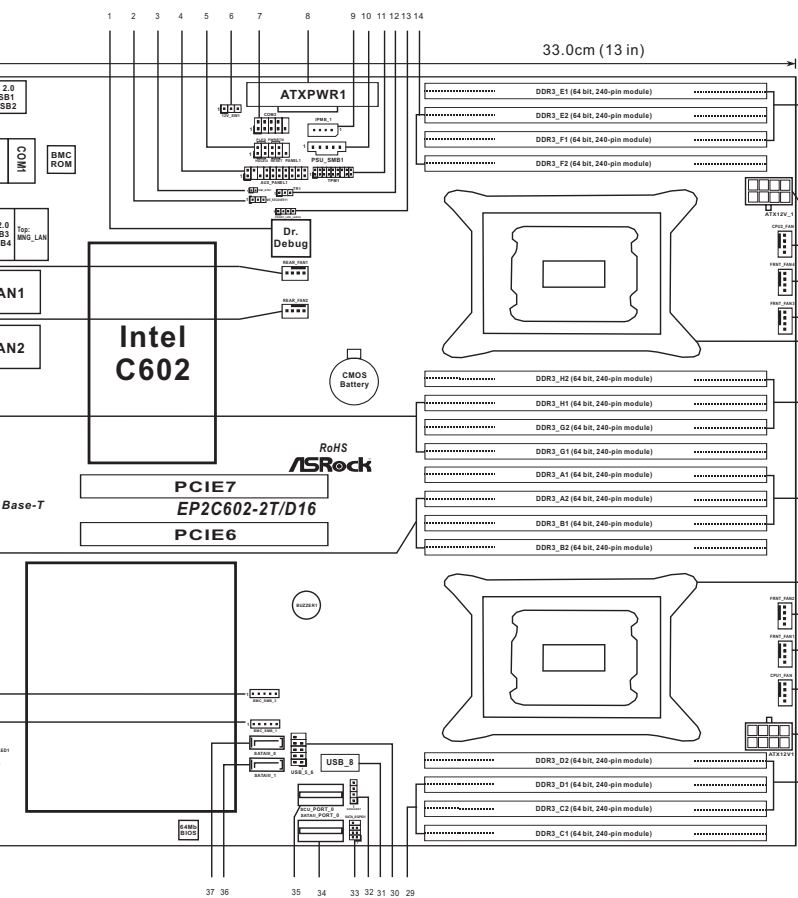 1 2 3 4 5 6 7 8 9 10 11 12 13 14
33.0cm (13 in)
2.0
SB1
SB2
COM1
BMC
ROM
2.0
B3
B4
Top:
MNG_LAN
AN1
AN2
ATXPWR1
COM2
IPMB_1
PSU_SMB1
AUX_PANEL1
TPM1
Dr.
Debug
REAR_FAN1
REAR_FAN2
Intel
C602
CMOS
Battery
DDR3_E1 (64 bit, 240-pin module)
DDR3_E2 (64 bit, 240-pin module)
DDR3_F1 (64 bit, 240-pin module)
DDR3_F2 (64 bit, 240-pin module)
ATX12V_1
CPU2_FAN
FRNT_FAN4
FRNT_FAN3
DDR3_H2 (64 bit, 240-pin module)
DDR3_H1 (64 bit, 240-pin module)
DDR3_G2 (64 bit, 240-pin module)
DDR3_G1 (64 bit, 240-pin module)
DDR3_A1 (64 bit, 240-pin module)
DDR3_A2 (64 bit, 240-pin module)
DDR3_B1 (64 bit, 240-pin module)
DDR3_B2 (64 bit, 240-pin module)
RoHS
ASRock
PCIE7
Base-T
EP2C602-2T/D16
PCIE6
BUZZER1
FRNT_FAN2
FRNT_FAN1
CPU1_FAN
ATX12V1
BMC_SMB_1
SATAIII_0
SATAIII_1
USB_5_6
USB_8
SCU_PORT_0
SATAII_PORT_0
64Mb
BIOS
DDR3_D2 (64 bit, 240-pin module)
DDR3_D1 (64 bit, 240-pin module)
DDR3_C2 (64 bit, 240-pin module)
DDR3_C1 (64 bit, 240-pin module)
37 36 35 34 33 32 31 30 29